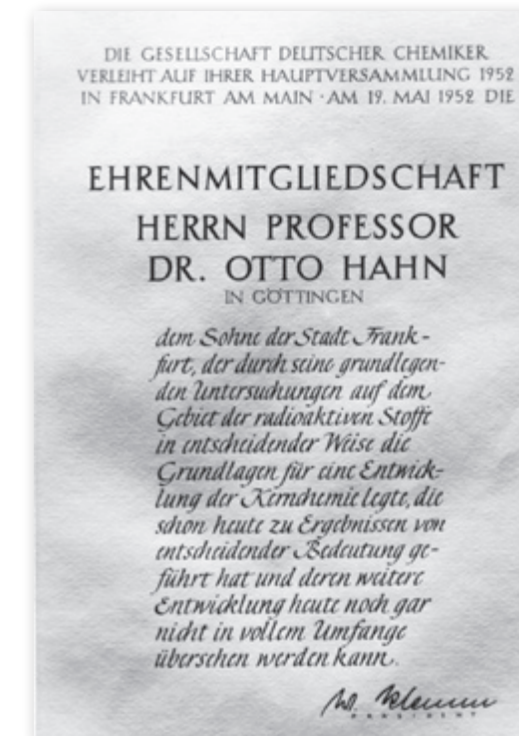 DIE GESELLSCHAFT DEUTSCHER CHEMIKER
VERLEIHT AUF IHRER HAUPTVERSAMMLUNG 1952
IN FRANKFURT AM MAIN · AM 19. MAI 1952 DIE
EHRENMITGLIEDSCHAFT
HERRN PROFESSOR
DR. OTTO HAHN
IN GÖTTINGEN
dem Sohne der Stadt Frank-
furt, der durch seine grundlegen-
den Untersuchungen auf dem
Gebiet der radioaktiven Stoffe
in entscheidender Weise die
Grundlagen für eine Entwick-
lung der Kernchemie legte, die
schon heute zu Ergebnissen von
entscheidender Bedeutung ge-
führt hat und deren weitere
Entwicklung heute noch gar
nicht in vollem Umfange
übersehen werden kann.
W. Klemm
PRÄSIDENT